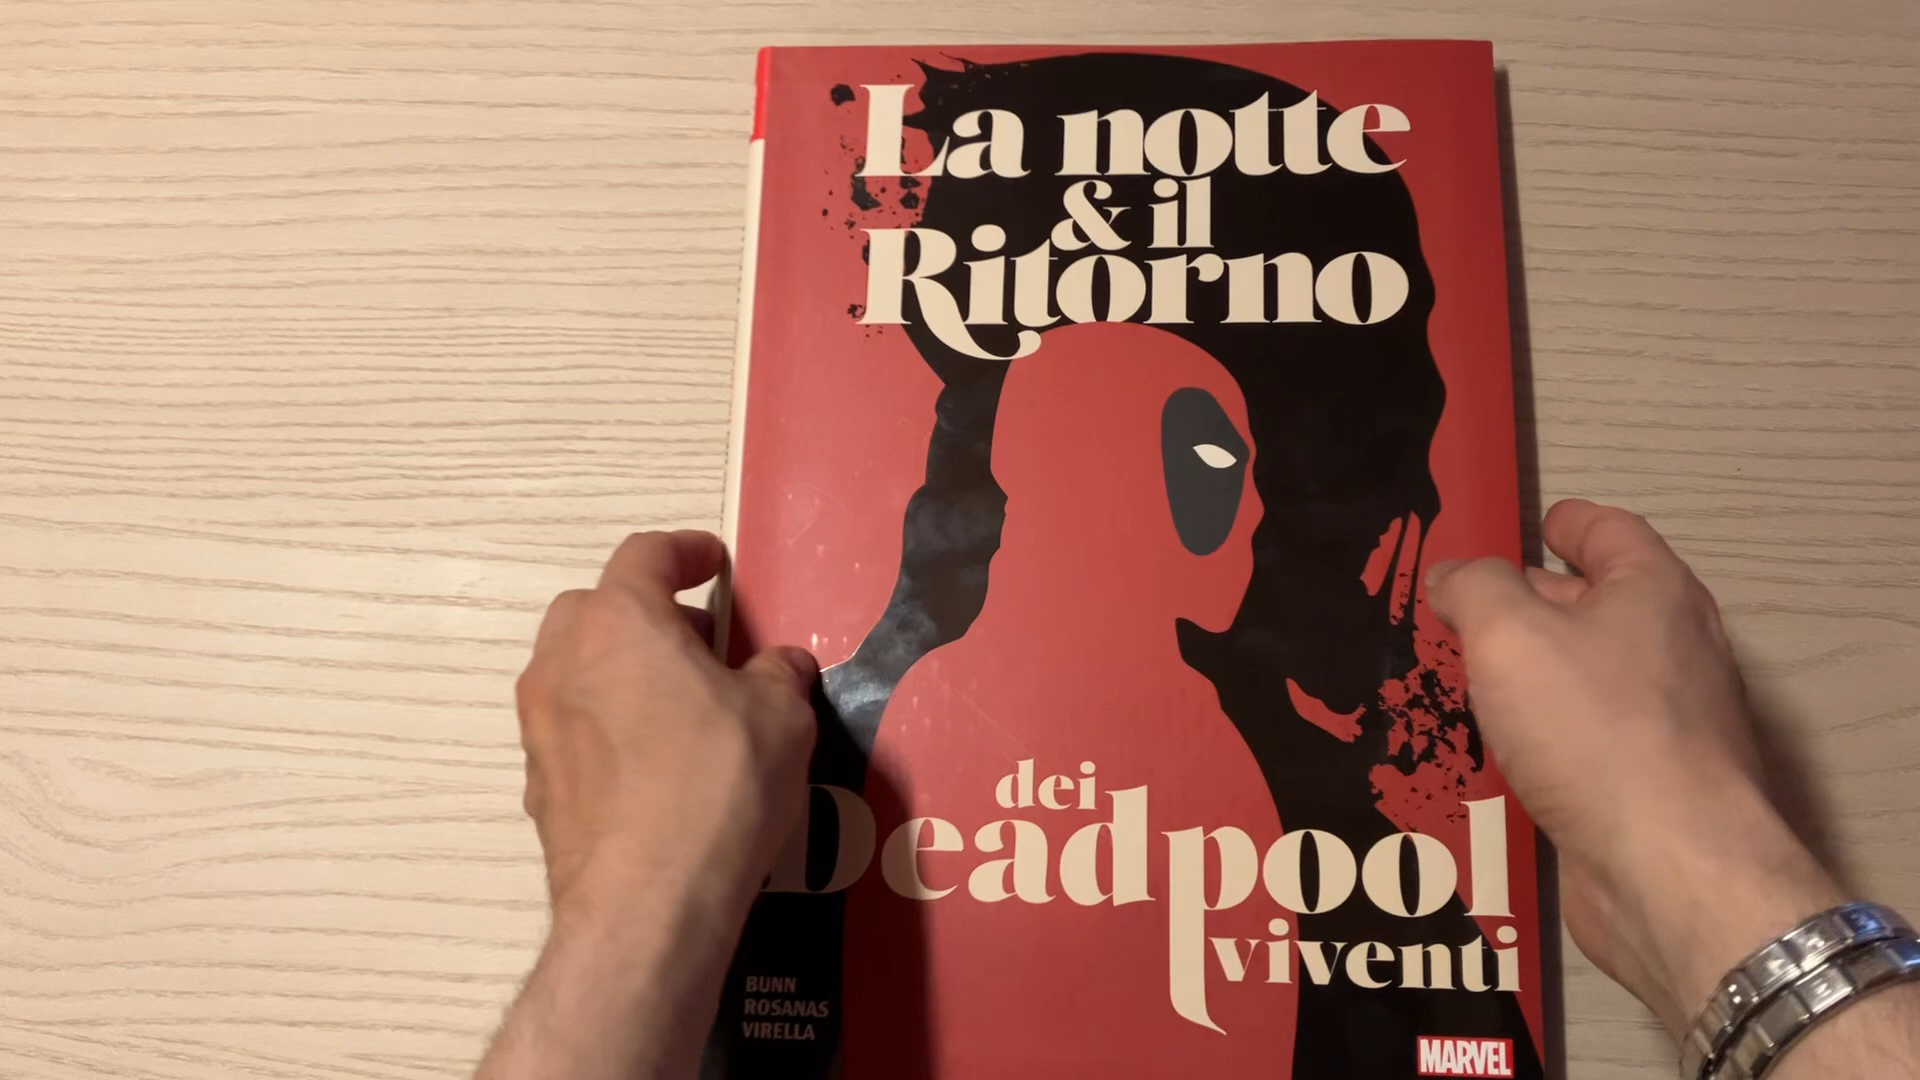 La notte
& il
Ritorno
dei
Deadpool
viventi
BUNN
ROSANAS
VIRELLA
MARVEL